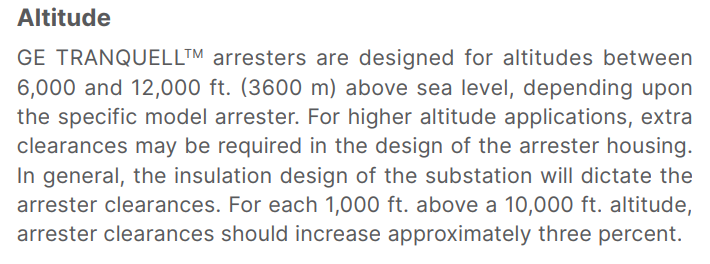 Altitude
GE TRANQUELL™ arresters are designed for altitudes between
6,000 and 12,000 ft. (3600 m) above sea level, depending upon
the specific model arrester. For higher altitude applications, extra
clearances may be required in the design of the arrester housing.
In general, the insulation design of the substation will dictate the
arrester clearances. For each 1,000 ft. above a 10,000 ft. altitude,
arrester clearances should increase approximately three percent.